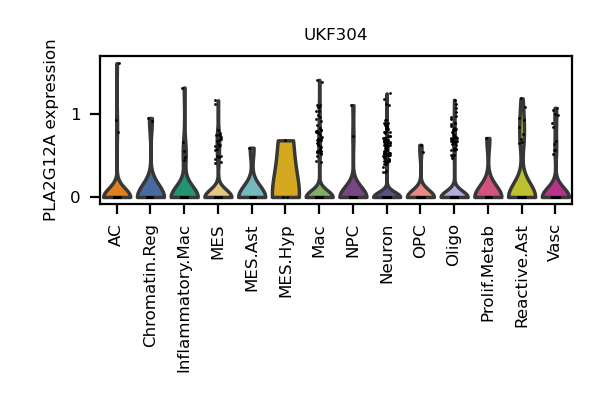 UKF304
PLA2G12A expression
1
0
AC
Chromatin.Reg
Inflammatory.Mac
MES
MES.Ast
MES.Hyp
Mac
NPC
Neuron
OPC
Oligo
Prolif.Metab
Reactive.Ast
Vasc